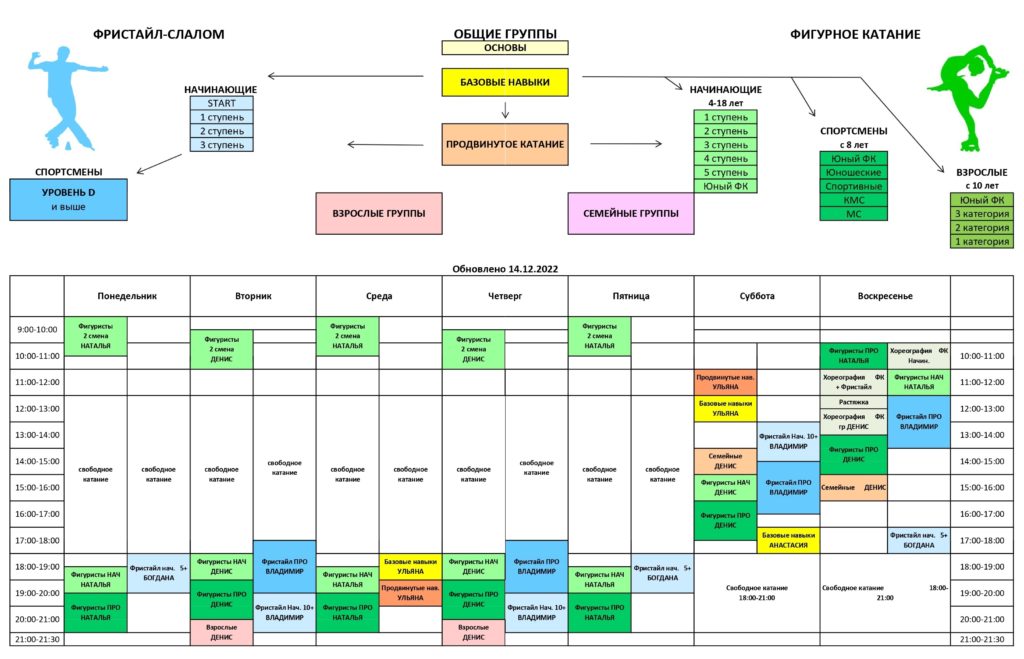 ФРИСТАЙЛ-СЛАЛОМ
ОБЩИЕ ГРУППЫ
ФИГУРНОЕ КАТАНИЕ
ОСНОВЫ
БАЗОВЫЕ НАВЫКИ
ПРОДВИНУТОЕ КАТАНИЕ
НАЧИНАЮЩИЕ
START
1 ступень
2 ступень
3 ступень
СПОРТСМЕНЫ
УРОВЕНЬ D
и выше
ВЗРОСЛЫЕ ГРУППЫ
СЕМЕЙНЫЕ ГРУППЫ
НАЧИНАЮЩИЕ
4-18 лет
1 ступень
2 ступень
3 ступень
4 ступень
5 ступень
Юный ФК
СПОРТСМЕНЫ
с 8 лет
Юный ФК
Юношеские
Спортивные
КМС
МС
ВЗРОСЛЫЕ
с 10 лет
Юный ФК
3 категория
2 категория
1 категория
Обновлено 14.12.2022
Понедельник
Вторник
Среда
Четверг
Пятница
Суббота
Воскресенье
9:00-10:00
10:00-11:00
11:00-12:00
12:00-13:00
13:00-14:00
14:00-15:00
15:00-16:00
16:00-17:00
17:00-18:00
18:00-19:00
19:00-20:00
20:00-21:00
21:00-21:30
Фигуристы
2 смена
НАТАЛЬЯ
свободное
катание
Фигуристы НАЧ
НАТАЛЬЯ
Фигуристы ПРО
НАТАЛЬЯ
свободное
катание
Фристайл нач. 5+
БОГДАНА
Фигуристы
2 смена
ДЕНИС
свободное
катание
Фигуристы НАЧ
ДЕНИС
Фигуристы ПРО
ДЕНИС
Взрослые
ДЕНИС
свободное
катание
Фристайл ПРО
ВЛАДИМИР
Фристайл Нач. 10+
ВЛАДИМИР
Фигуристы
2 смена
НАТАЛЬЯ
свободное
катание
Фигуристы НАЧ
НАТАЛЬЯ
Фигуристы ПРО
НАТАЛЬЯ
свободное
катание
Базовые навыки
УЛЬЯНА
Продвинутые нав.
УЛЬЯНА
Фигуристы
2 смена
ДЕНИС
свободное
катание
Фигуристы НАЧ
ДЕНИС
Фигуристы ПРО
ДЕНИС
Взрослые
ДЕНИС
свободное
катание
Фристайл ПРО
ВЛАДИМИР
Фристайл Нач. 10+
ВЛАДИМИР
Фигуристы
2 смена
НАТАЛЬЯ
свободное
катание
Фигуристы НАЧ
НАТАЛЬЯ
Фигуристы ПРО
НАТАЛЬЯ
свободное
катание
Фристайл нач. 5+
БОГДАНА
Продвинутые нав.
УЛЬЯНА
Базовые навыки
УЛЬЯНА
Семейные
ДЕНИС
Фигуристы НАЧ
ДЕНИС
Фигуристы ПРО
ДЕНИС
Фристайл Нач. 10+
ВЛАДИМИР
Фристайл ПРО
ВЛАДИМИР
Базовые навыки
АНАСТАСИЯ
Свободное катание
18:00-21:00
Фигуристы ПРО
НАТАЛЬЯ
Хореография ФК
+ Фристайл
Растяжка
Хореография ФК
гр ДЕНИС
Фигуристы ПРО
ДЕНИС
Семейные ДЕНИС
Хореография ФК
Начин.
Фигуристы НАЧ
НАТАЛЬЯ
Фристайл ПРО
ВЛАДИМИР
Фристайл нач. 5+
БОГДАНА
Свободное катание 18:00-
21:00
10:00-11:00
11:00-12:00
12:00-13:00
13:00-14:00
14:00-15:00
15:00-16:00
16:00-17:00
17:00-18:00
18:00-19:00
19:00-20:00
20:00-21:00
21:00-21:30